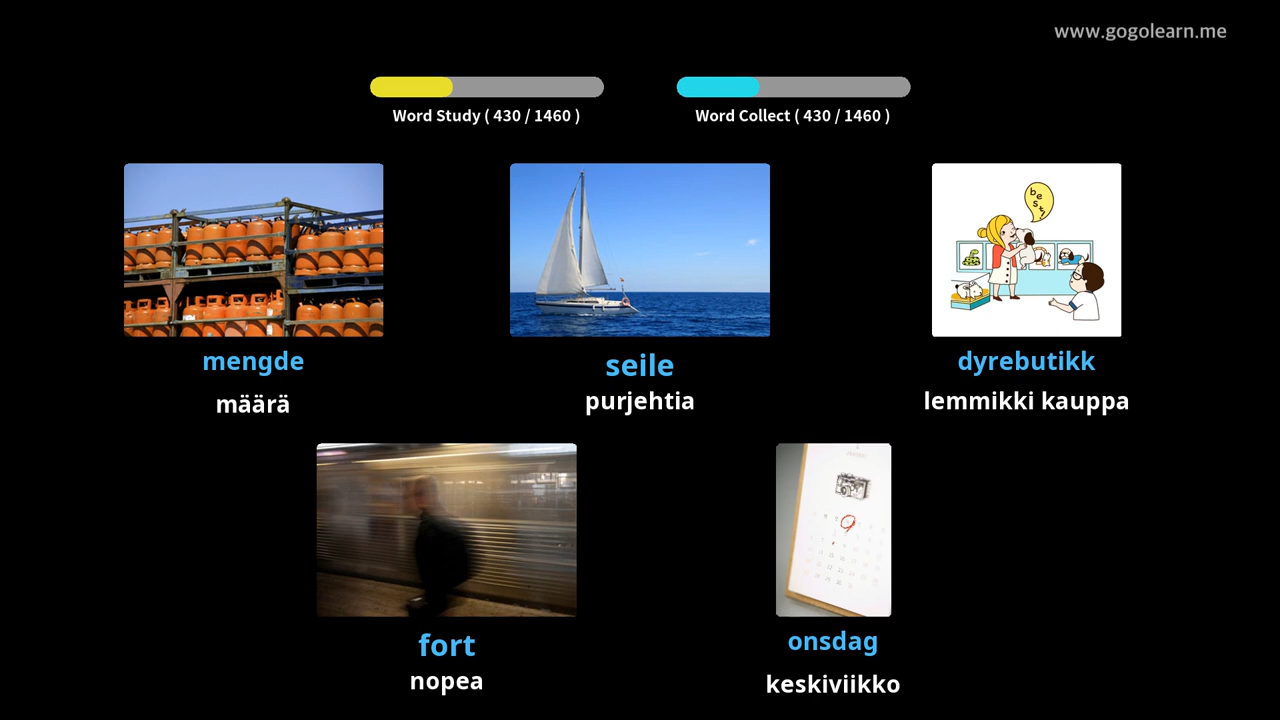 www.gogolearn.me
Word Study ( 430 / 1460 )
Word Collect ( 430 / 1460 )
best
mengde
määrä
seile
purjehtia
dyrebutikk
lemmikki kauppa
fort
nopea
onsdag
keskiviikko